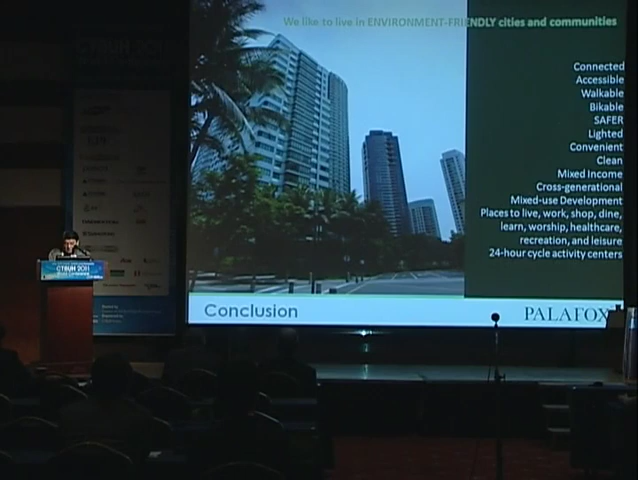 We like to live in ENVIRONMENT-FRIENDLY cities and communities
Connected
Accessible
Walkable
Bikable
SAFER
Lighted
Convenient
Clean
Mixed Income
Cross-generational
Mixed-use Development
Places to live, work, shop, dine,
learn, worship, healthcare,
recreation, and leisure
24-hour cycle activity centers
Conclusion
PALAFOX
CTBUH 2011
CTBUH 2011